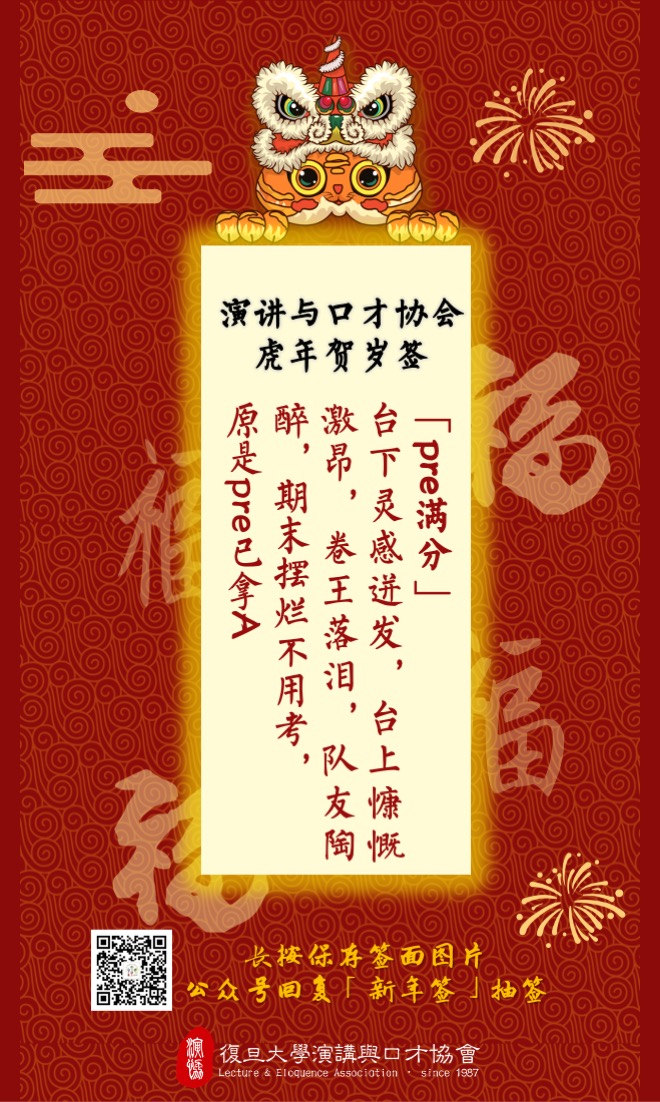 演讲与口才协会
虎年贺岁签
「pre满分」
台下灵感迸发，台上慷慨
激昂，卷王落泪，队友陶
醉，期末摆烂不用考，
原是pre已拿A
福
福
福
福
长按保存签面图片
公众号回复「新年签」抽签
演协
復旦大學演講與口才協會
Lecture & Eloquence Association · since 1987